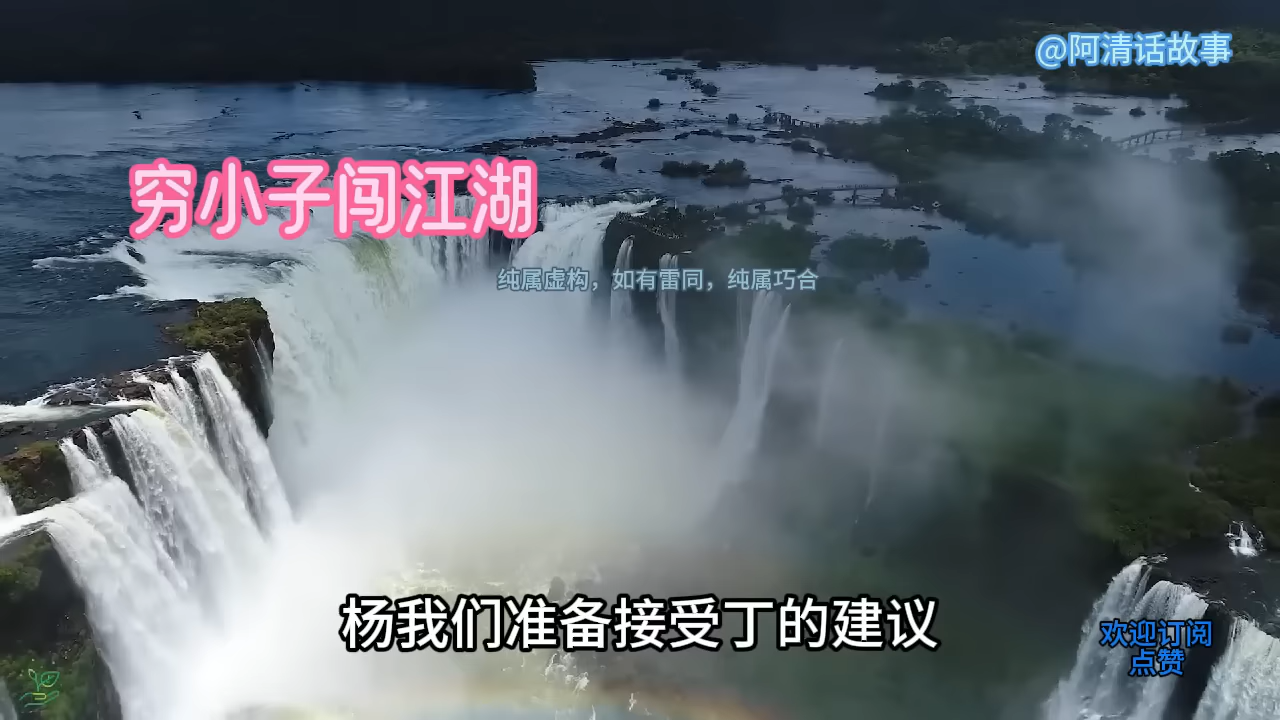 @阿清话故事
穷小子闯江湖
纯属虚构，如有雷同，纯属巧合
杨我们准备接受丁的建议
欢迎订阅
点赞